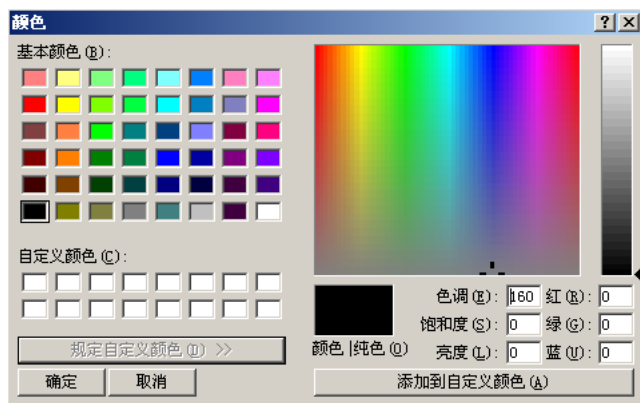 颜色
基本颜色(B):
自定义颜色(C):
规定自定义颜色(D) >>
确定 取消
颜色|纯色(O)
色调(E): 160 红(R): 0
饱和度(S): 0 绿(G): 0
亮度(L): 0 蓝(U): 0
添加到自定义颜色(A)